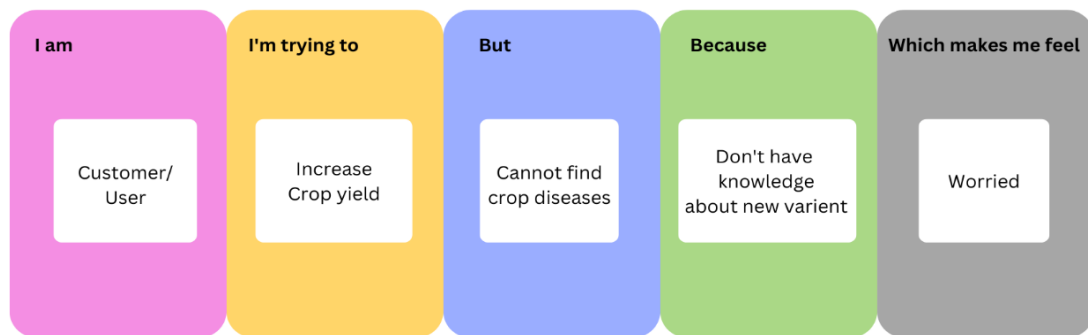 I am
Customer/
User
I'm trying to
Increase
Crop yield
But
Cannot find
crop diseases
Because
Don't have
knowledge
about new varient
Which makes me feel
Worried